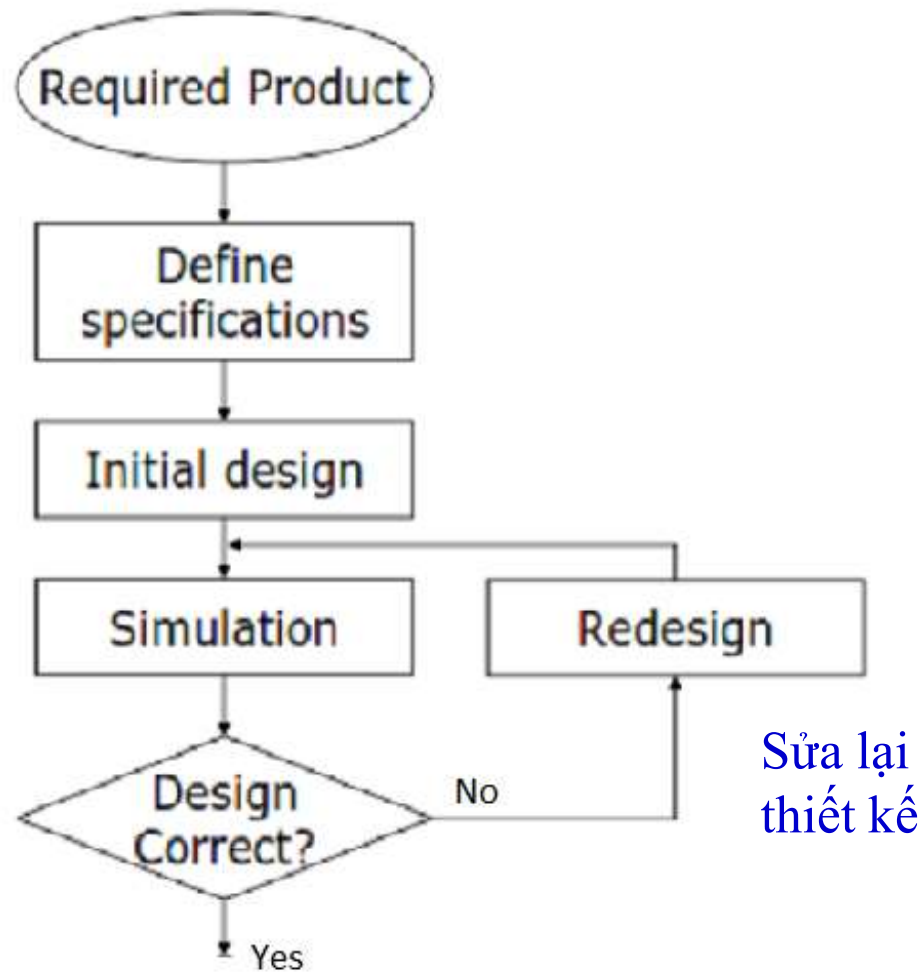 Required Product
Define
specifications
Initial design
Simulation
Redesign
Design
Correct?
No
Sửa lại
thiết kế
Yes